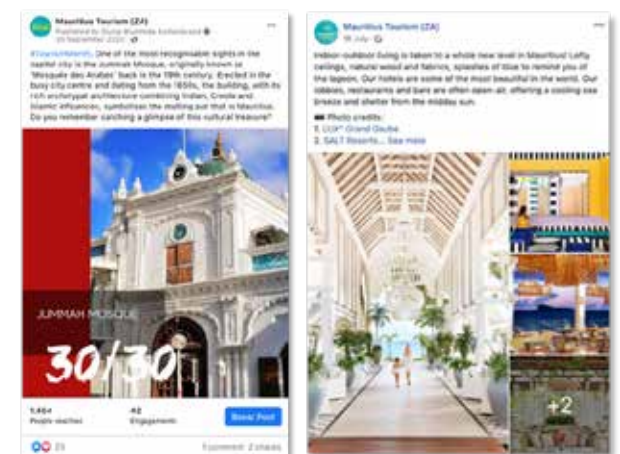 Mauritius Tourism (ZA)
#TourismMonth. One of the most recognisable sights in the
capital city is the Jummah Mosque, originally known as
'Mosquée des Arabes' back in the 19th century. Erected in the
busy city centre and dating from the 1850s, the building, with its
rich archetypal architecture combining Indian, Creole and
Islamic influences, symbolises the melting pot that is Mauritius.
Do you remember catching a glimpse of this cultural treasure?
JUMMAH MOSQUE
30/30
People reached
42
Engagements
Boost Post
1 comment 2 shares
Mauritius Tourism (ZA)
Indoor-outdoor living is taken to a whole new level in Mauritius! Lofty
ceilings, natural wood and fabrics, splashes of blue to remind you of
the lagoon. Our hotels are some of the most beautiful in the world. Our
lobbies, restaurants and bars are often open-air, offering a cooling sea
breeze and shelter from the midday sun.
Photo credits:
1. LUX* Grand Gaube
2. SALT Resorts... See more
+2